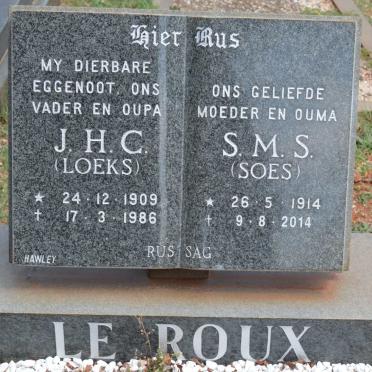 Hier Rus
MY DIERBARE
EGGENOOT, ONS
VADER EN OUPA
J. H. C.
(LOEKS)
★ 24 · 12 · 1909
† 17 · 3 · 1986
ONS GELIEFDE
MOEDER EN OUMA
S. M. S.
(SOES)
★ 26 · 5 · 1914
† 9 · 8 · 2014
RUS SAG
HAWLEY
LE ROUX